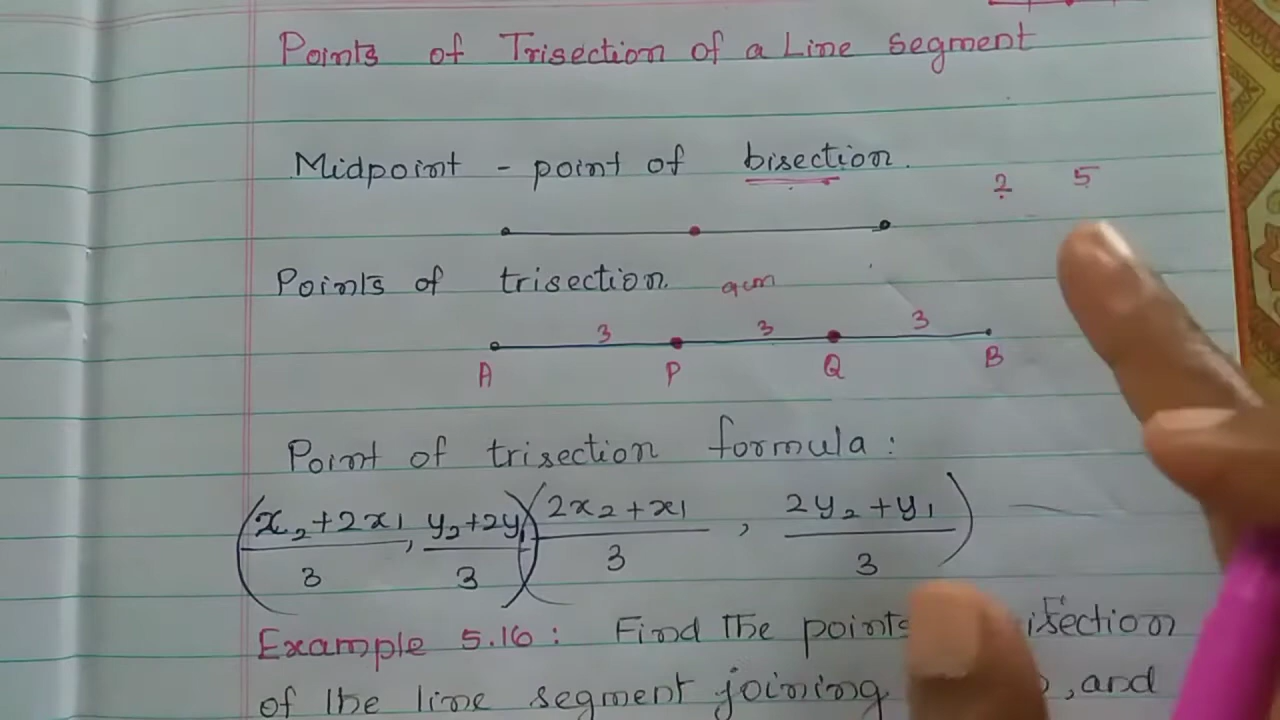 Points of Trisection of a Line segment
Midpoint - point of bisection.
2 5
Points of trisection. 9cm
3 3 3
A P Q B
Point of trisection formula:
(x₂+2x₁/3, y₂+2y₁/3) (2x₂+x₁/3, 2y₂+y₁/3)
Example 5.16: Find the points
of the line segment joining , and